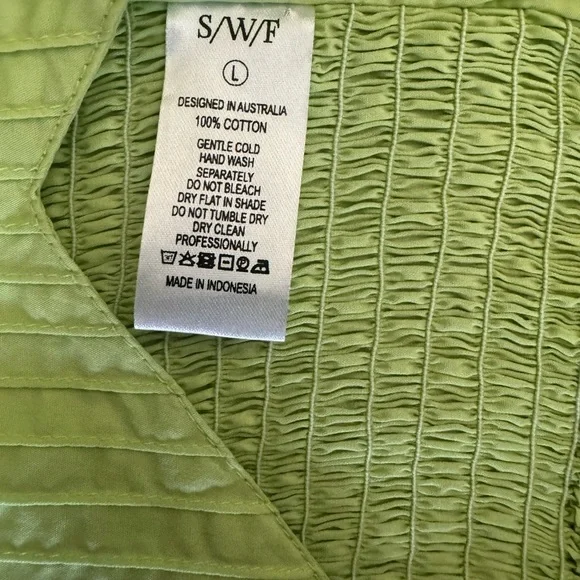 S/W/F
L
DESIGNED IN AUSTRALIA
100% COTTON
GENTLE COLD
HAND WASH
SEPARATELY
DO NOT BLEACH
DRY FLAT IN SHADE
DO NOT TUMBLE DRY
DRY CLEAN
PROFESSIONALLY
MADE IN INDONESIA